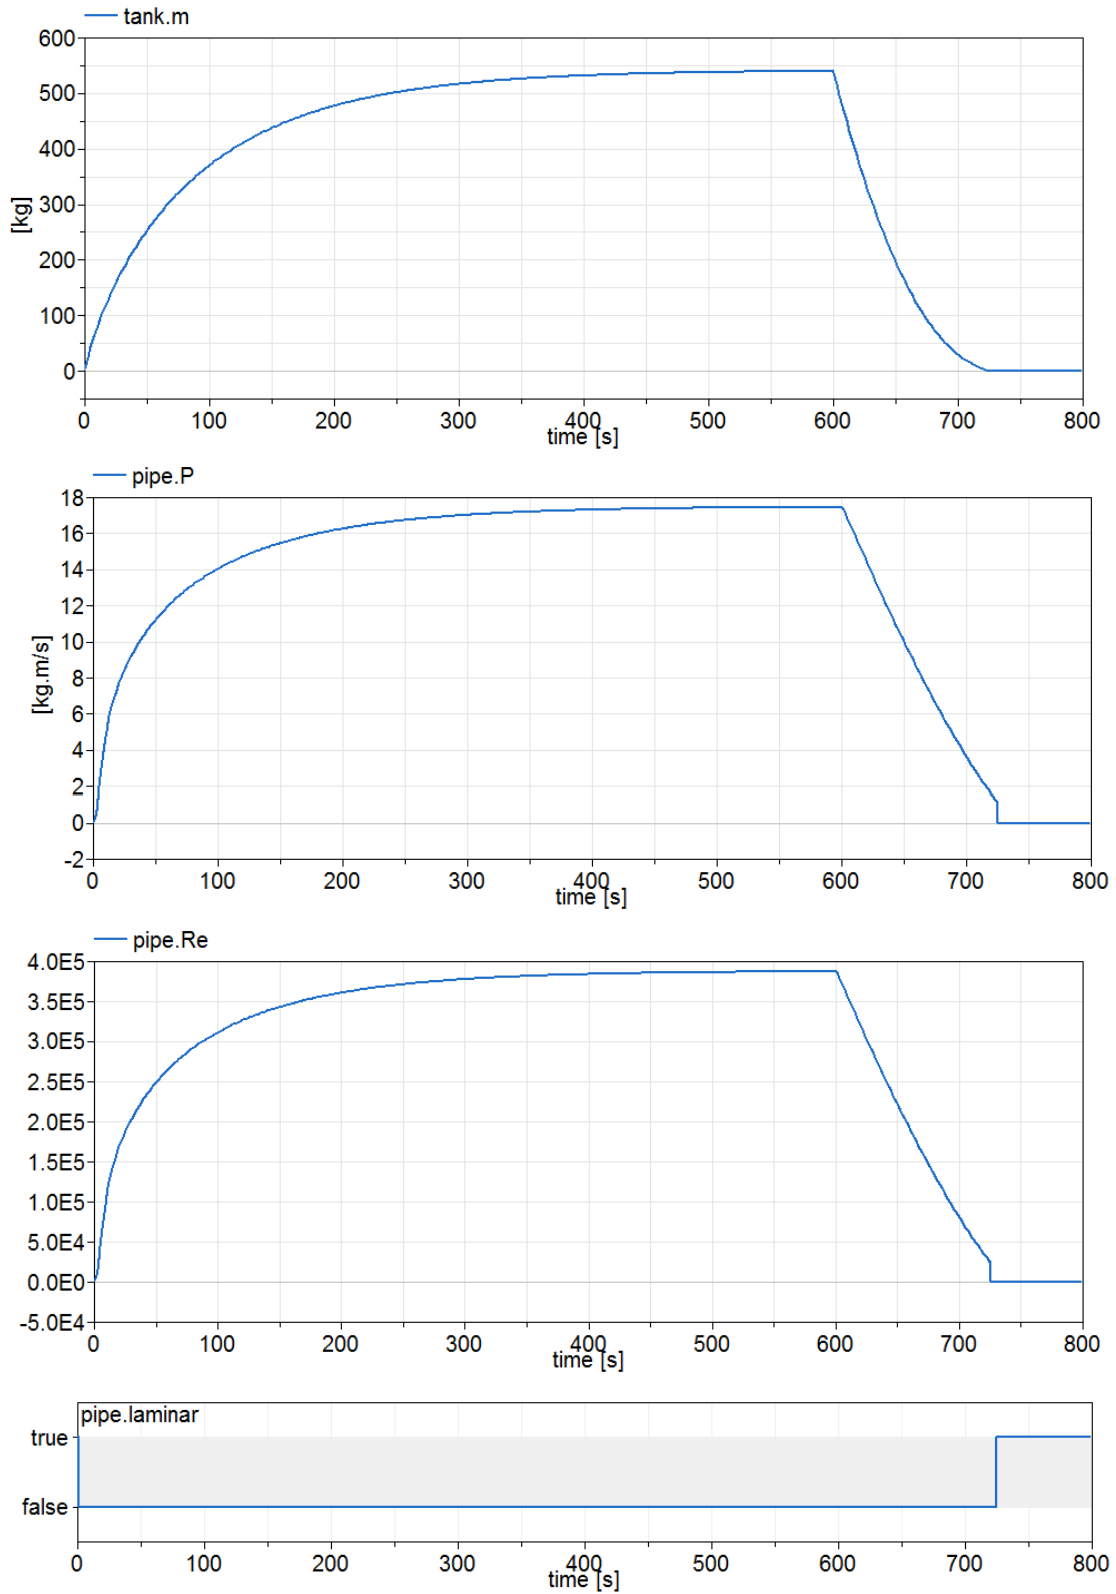 tank.m
600
500
400
300
200
100
0
[kg]
0 100 200 300 400 500 600 700 800
time [s]
pipe.P
18
16
14
12
10
8
6
4
2
0
-2
[kg.m/s]
0 100 200 300 400 500 600 700 800
time [s]
pipe.Re
4.0E5
3.5E5
3.0E5
2.5E5
2.0E5
1.5E5
1.0E5
5.0E4
0.0E0
-5.0E4
0 100 200 300 400 500 600 700 800
time [s]
pipe.laminar
true
false
0 100 200 300 400 500 600 700 800
time [s]